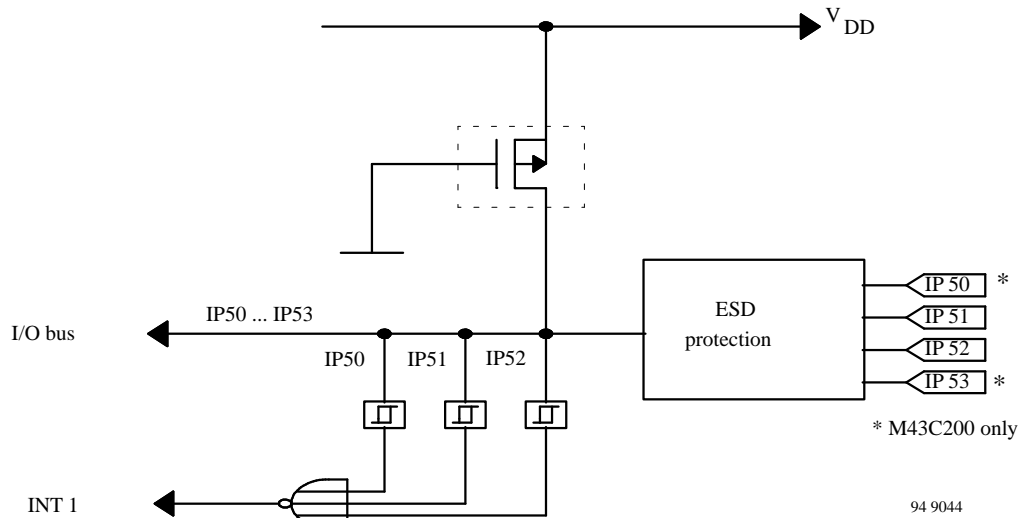 V DD
IP50 ... IP53
I/O bus
IP50
IP51
IP52
ESD
protection
IP 50 *
IP 51
IP 52
IP 53 *
* M43C200 only
INT 1
94 9044